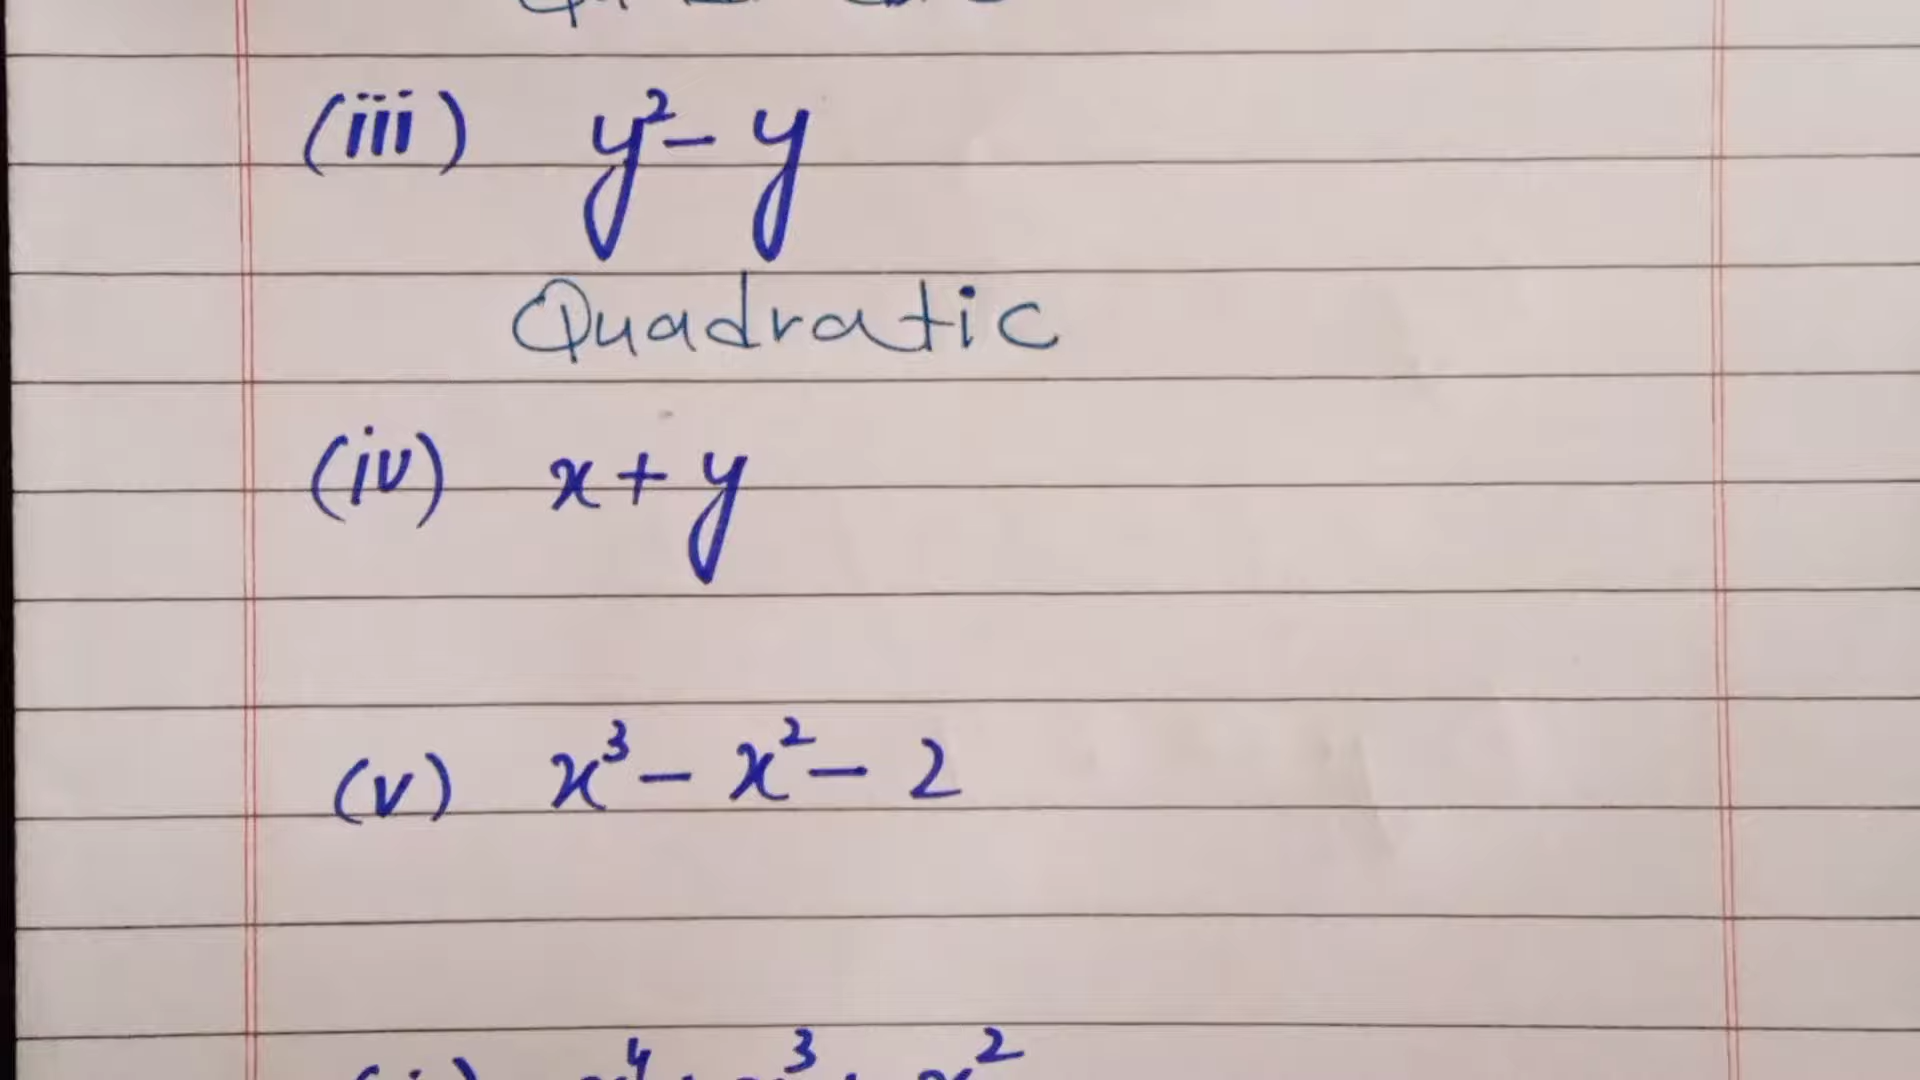 (iii) y² - y
Quadratic
(iv) x + y
(v) x³ - x² - 2